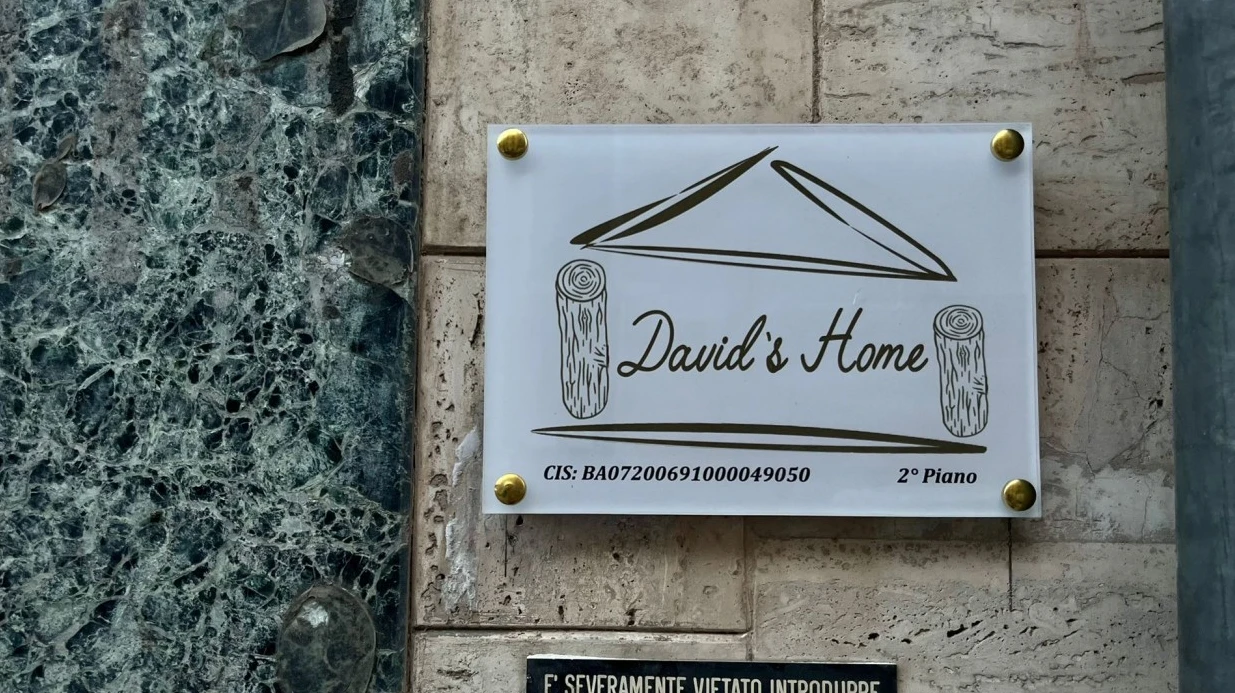 David's Home
CIS: BA07200691000049050
2° Piano
E' SEVERAMENTE VIETATO INTRODURRE